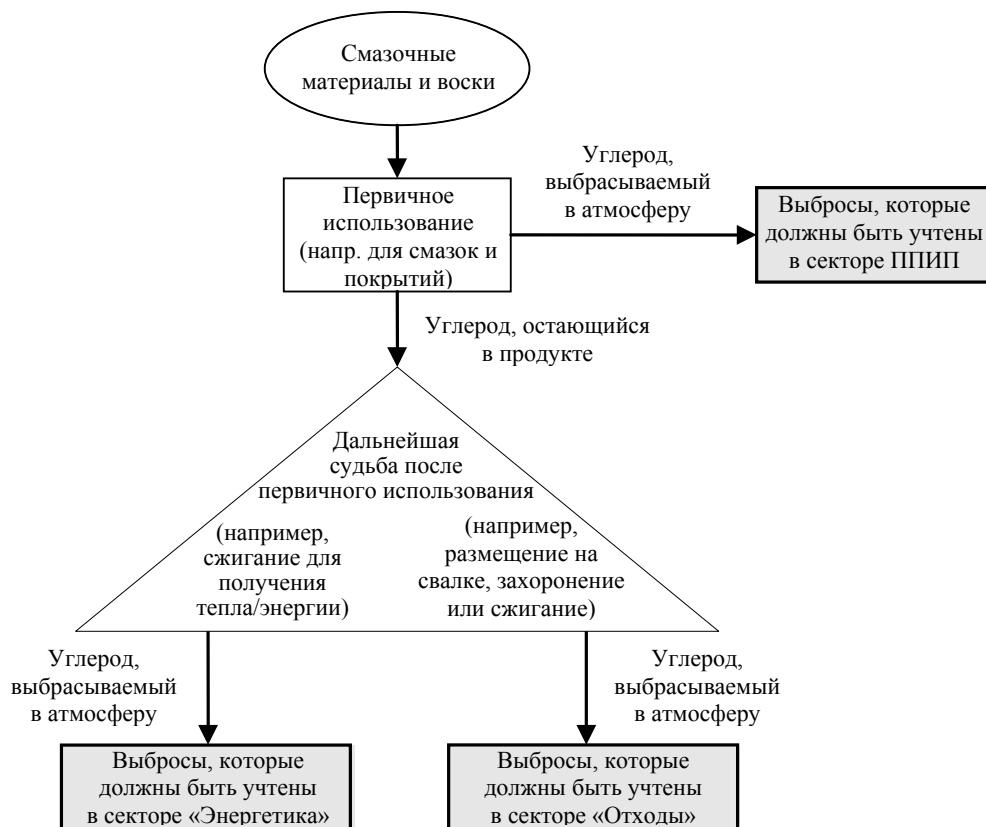 Смазочные
материалы и воски
Первичное
использование
(напр. для смазок и
покрытий)
Углерод,
выбрасываемый
в атмосферу
Выбросы, которые
должны быть учтены
в секторе ППИП
Углерод, остающийся
в продукте
Дальнейшая
судьба после
первичного использования
(например,
сжигание для
получения
тепла/энергии)
(например,
размещение на
свалке, захоронение
или сжигание)
Углерод,
выбрасываемый
в атмосферу
Углерод,
выбрасываемый
в атмосферу
Выбросы, которые
должны быть учтены
в секторе «Энергетика»
Выбросы, которые
должны быть учтены
в секторе «Отходы»